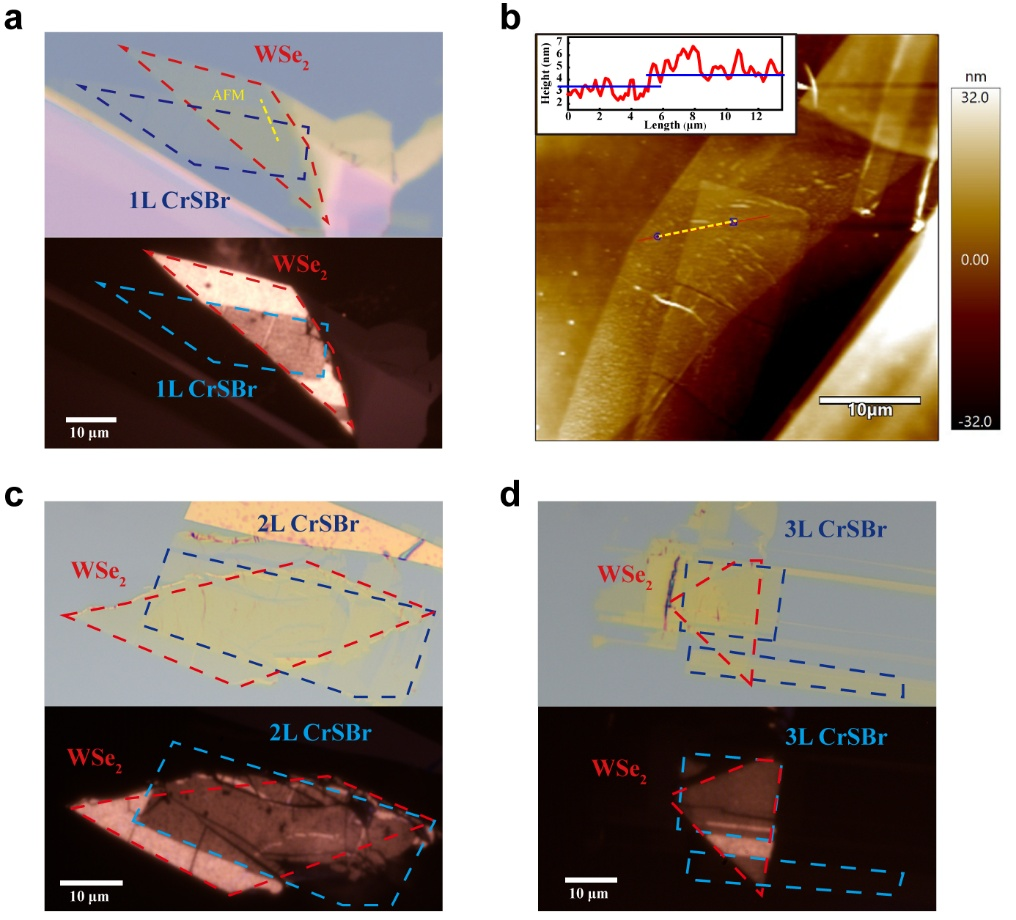 a
WSe2
AFM
1L CrSBr
WSe2
1L CrSBr
10 μm
b
Height (nm)
7
6
5
4
3
2
0 2 4 6 8 10 12
Length (μm)
10μm
nm
32.0
0.00
-32.0
c
2L CrSBr
WSe2
2L CrSBr
WSe2
10 μm
d
3L CrSBr
WSe2
3L CrSBr
WSe2
10 μm